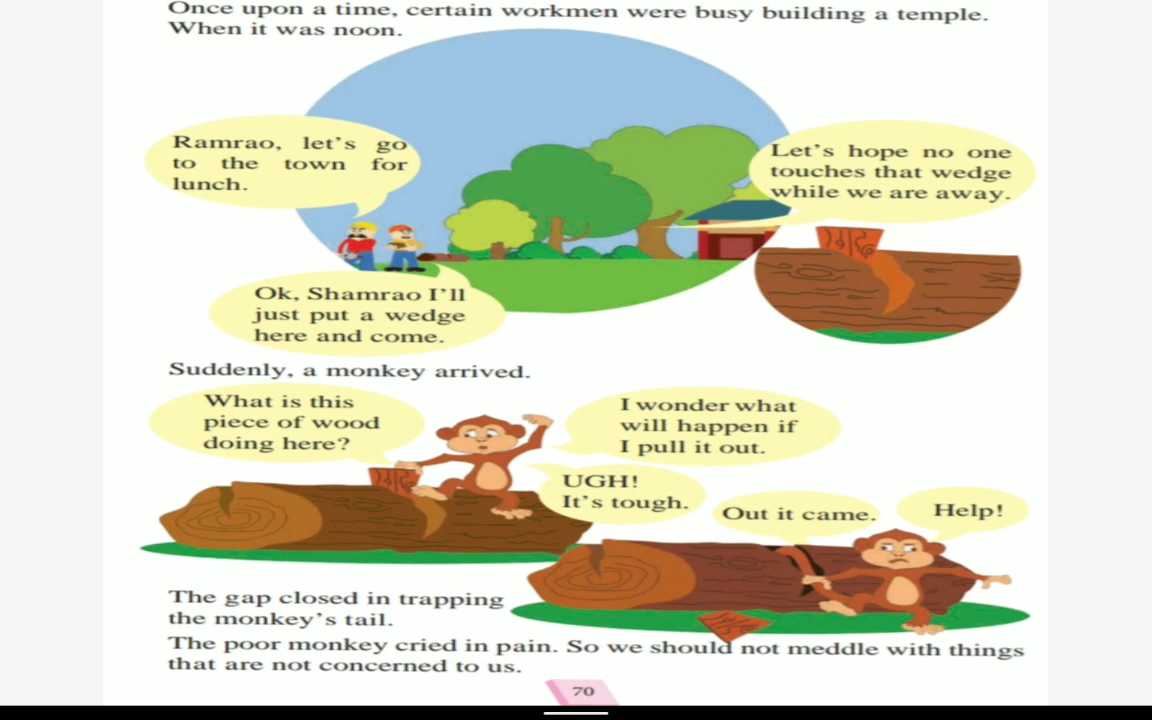 Once upon a time, certain workmen were busy building a temple.
When it was noon.
Ramrao, let's go
to the town for
lunch.
Let's hope no one
touches that wedge
while we are away.
Ok, Shamrao I'll
just put a wedge
here and come.
Suddenly, a monkey arrived.
What is this
piece of wood
doing here?
I wonder what
will happen if
I pull it out.
UGH!
It's tough.
Out it came.
Help!
The gap closed in trapping
the monkey's tail.
The poor monkey cried in pain. So we should not meddle with things
that are not concerned to us.
70